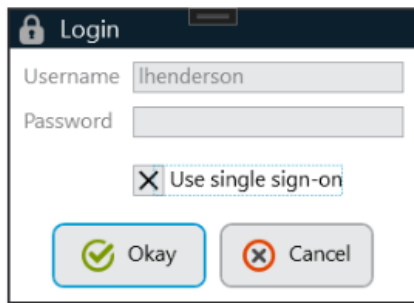 Login
Username lhenderson
Password
Use single sign-on
Okay Cancel